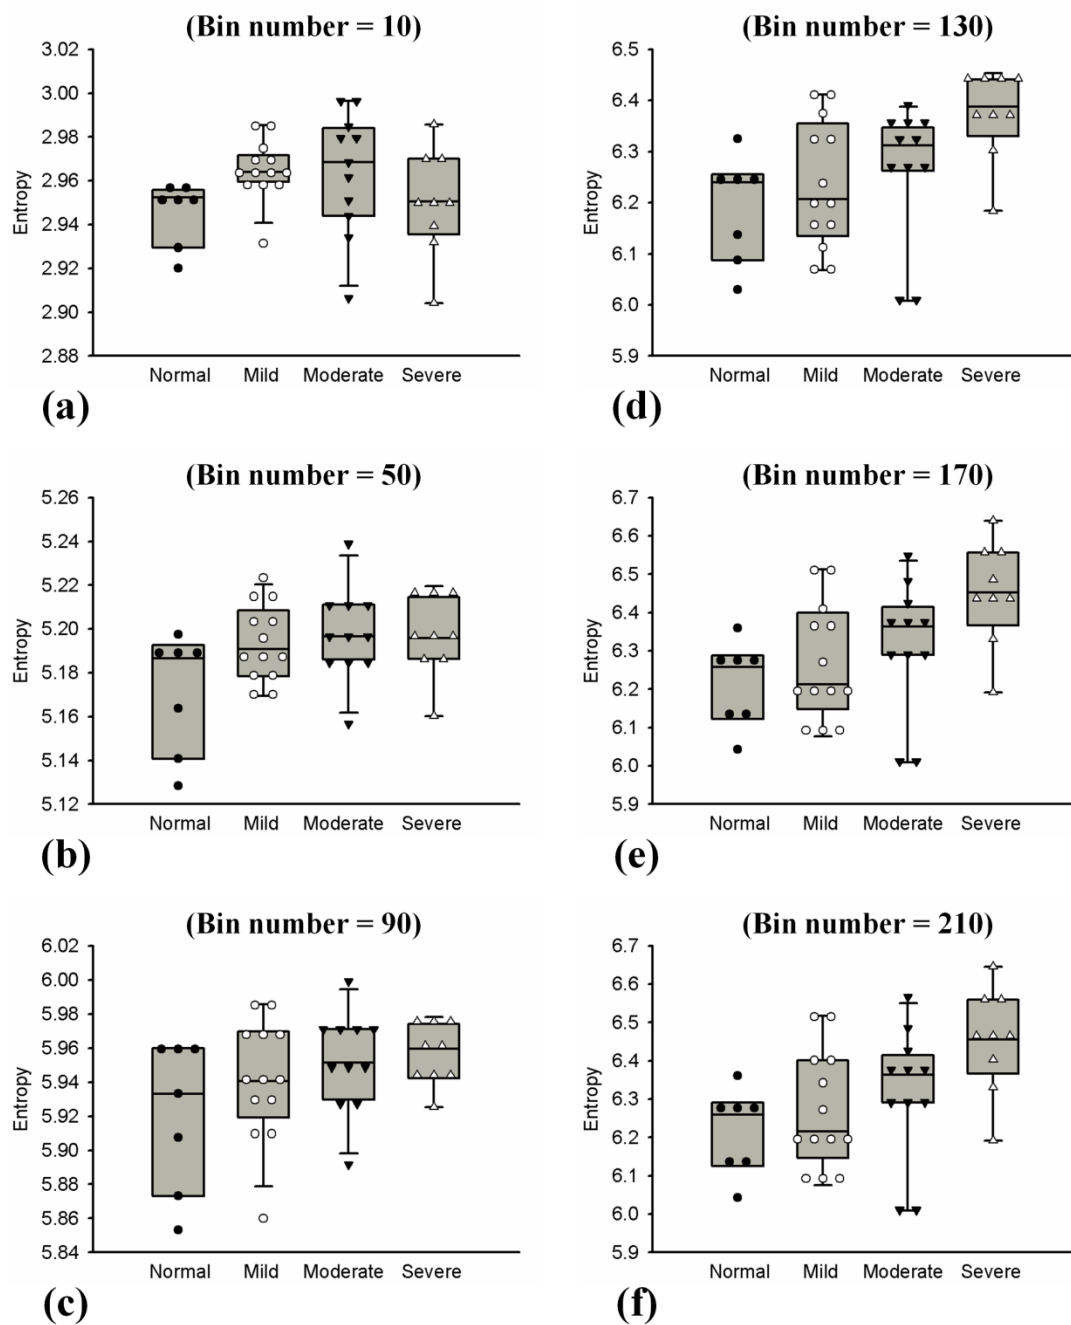 (Bin number = 10)
3.02
3.00
2.98
2.96
2.94
2.92
2.90
2.88
Entropy
Normal Mild Moderate Severe
(a)
(Bin number = 130)
6.5
6.4
6.3
6.2
6.1
6.0
5.9
Entropy
Normal Mild Moderate Severe
(d)
(Bin number = 50)
5.26
5.24
5.22
5.20
5.18
5.16
5.14
5.12
Entropy
Normal Mild Moderate Severe
(b)
(Bin number = 170)
6.7
6.6
6.5
6.4
6.3
6.2
6.1
6.0
5.9
Entropy
Normal Mild Moderate Severe
(e)
(Bin number = 90)
6.02
6.00
5.98
5.96
5.94
5.92
5.90
5.88
5.86
5.84
Entropy
Normal Mild Moderate Severe
(c)
(Bin number = 210)
6.7
6.6
6.5
6.4
6.3
6.2
6.1
6.0
5.9
Entropy
Normal Mild Moderate Severe
(f)